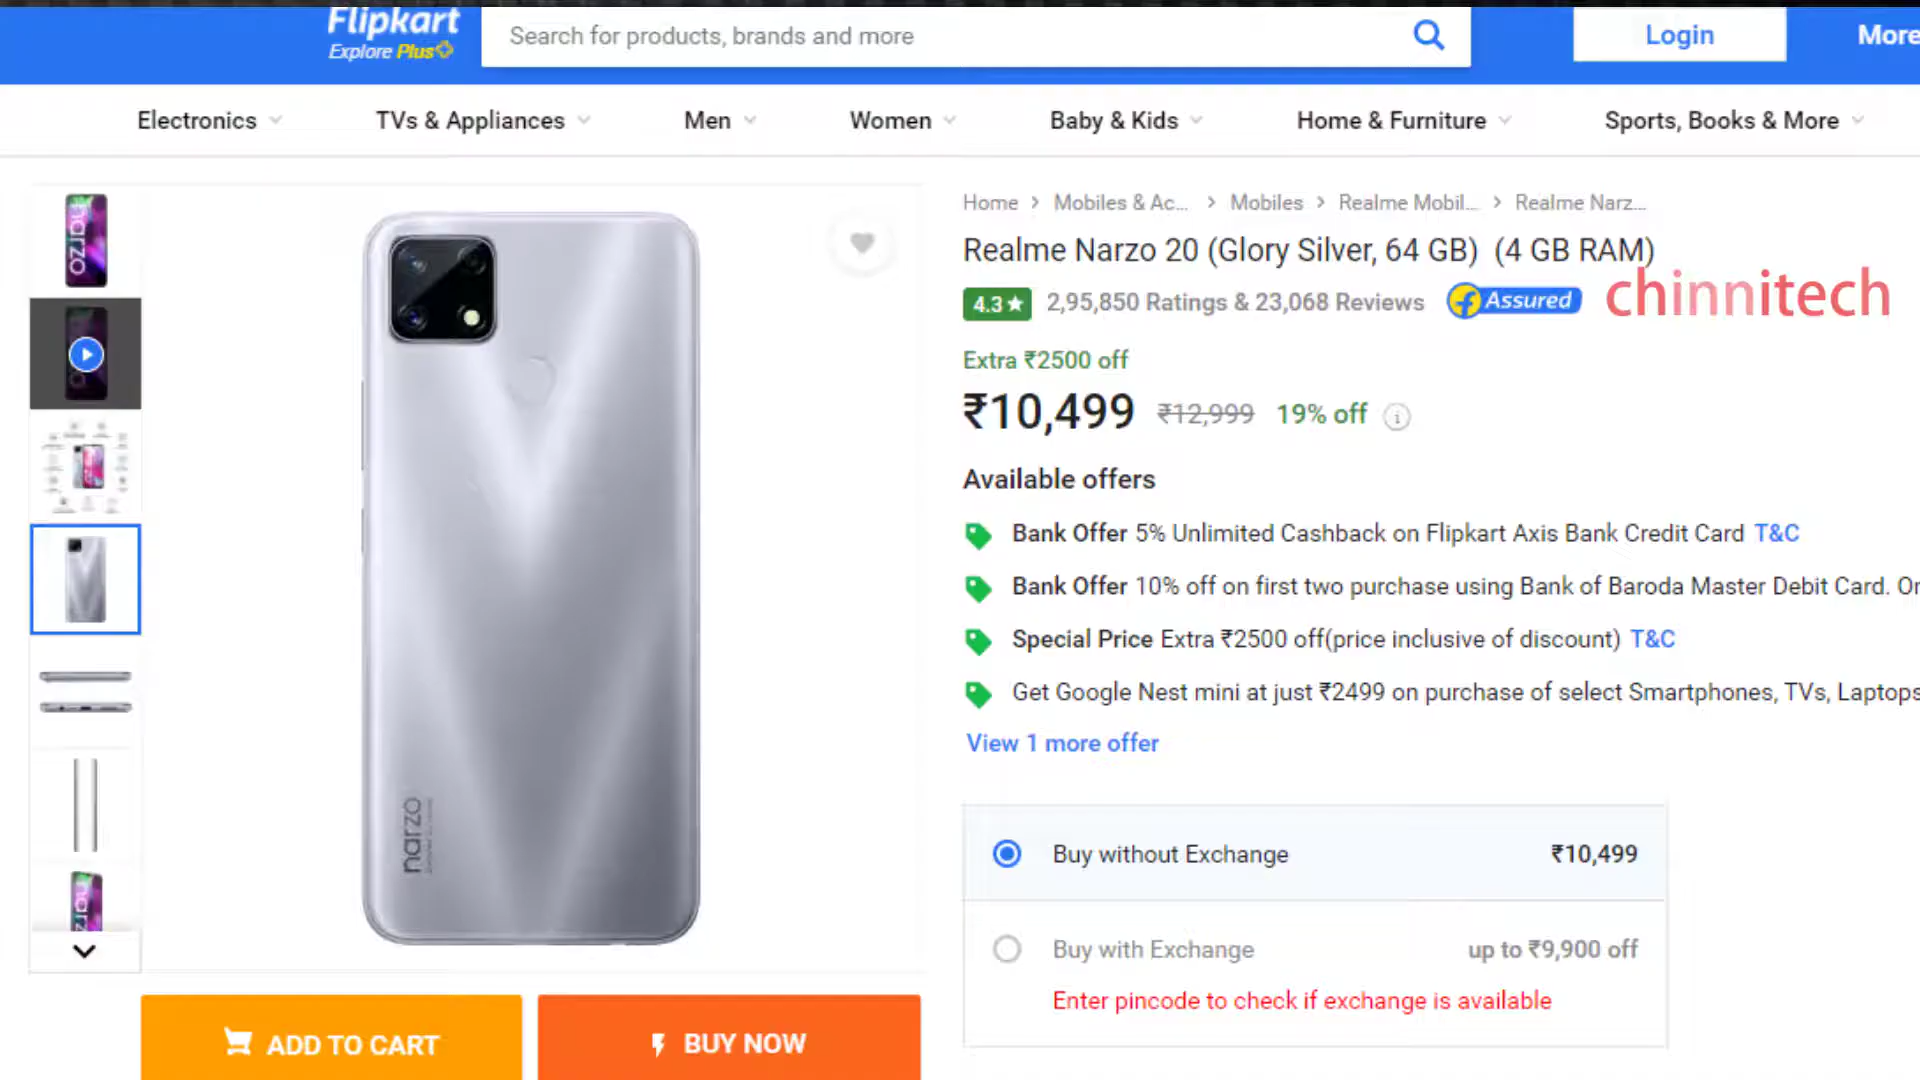 Flipkart
Explore Plus
Search for products, brands and more
Login
More
Electronics
TVs & Appliances
Men
Women
Baby & Kids
Home & Furniture
Sports, Books & More
Home > Mobiles & Ac... > Mobiles > Realme Mobil... > Realme Narz...
Realme Narzo 20 (Glory Silver, 64 GB) (4 GB RAM)
4.3★ 2,95,850 Ratings & 23,068 Reviews
Assured
chinnitech
Extra ₹2500 off
₹10,499 ₹12,999 19% off
Available offers
Bank Offer 5% Unlimited Cashback on Flipkart Axis Bank Credit Card T&C
Bank Offer 10% off on first two purchase using Bank of Baroda Master Debit Card. Or
Special Price Extra ₹2500 off(price inclusive of discount) T&C
Get Google Nest mini at just ₹2499 on purchase of select Smartphones, TVs, Laptops
View 1 more offer
Buy without Exchange ₹10,499
Buy with Exchange up to ₹9,900 off
Enter pincode to check if exchange is available
narzo
narzo
ADD TO CART
BUY NOW